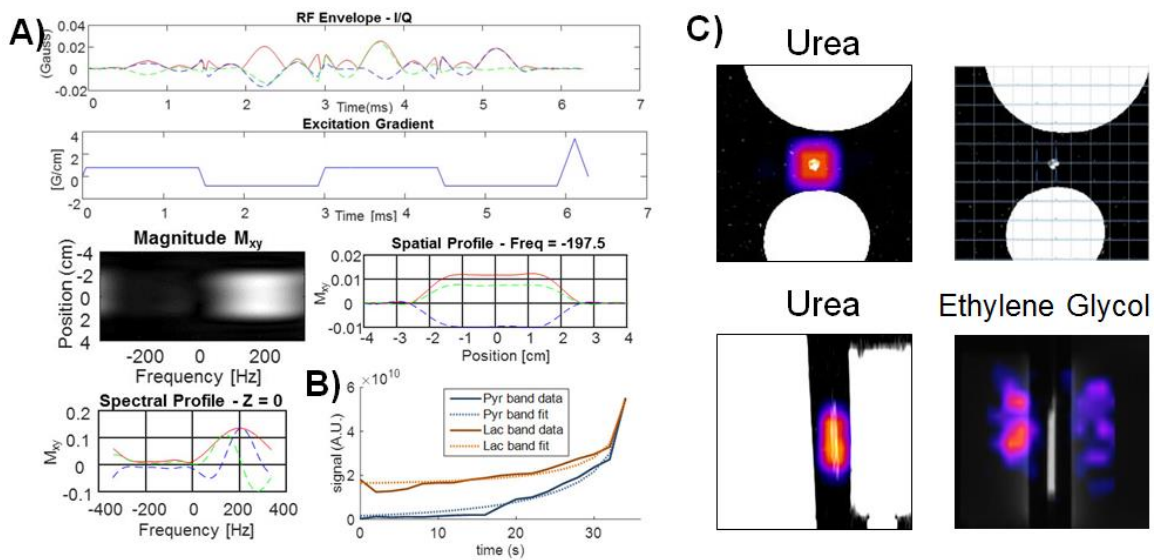 A)
RF Envelope - I/Q
(Gauss)
0.04
0.02
0
-0.02
0 1 2 3 4 5 6 7
Time(ms)
Excitation Gradient
[G/cm]
4
2
0
-2
0 1 2 3 4 5 6 7
Time [ms]
Magnitude Mxy
Position (cm)
-4
-2
0
2
4
-200 0 200
Frequency [Hz]
Spatial Profile - Freq = -197.5
Mxy
0.02
0.01
0
-0.01
-4 -3 -2 -1 0 1 2 3 4
Position [cm]
Spectral Profile - Z = 0
Mxy
0.2
0.1
0
-0.1
-400 -200 0 200 400
Frequency [Hz]
B)
×10^10
signal (A.U.)
6
4
2
0
Pyr band data
Pyr band fit
Lac band data
Lac band fit
0 10 20 30
time (s)
C)
Urea
Urea
Ethylene Glycol